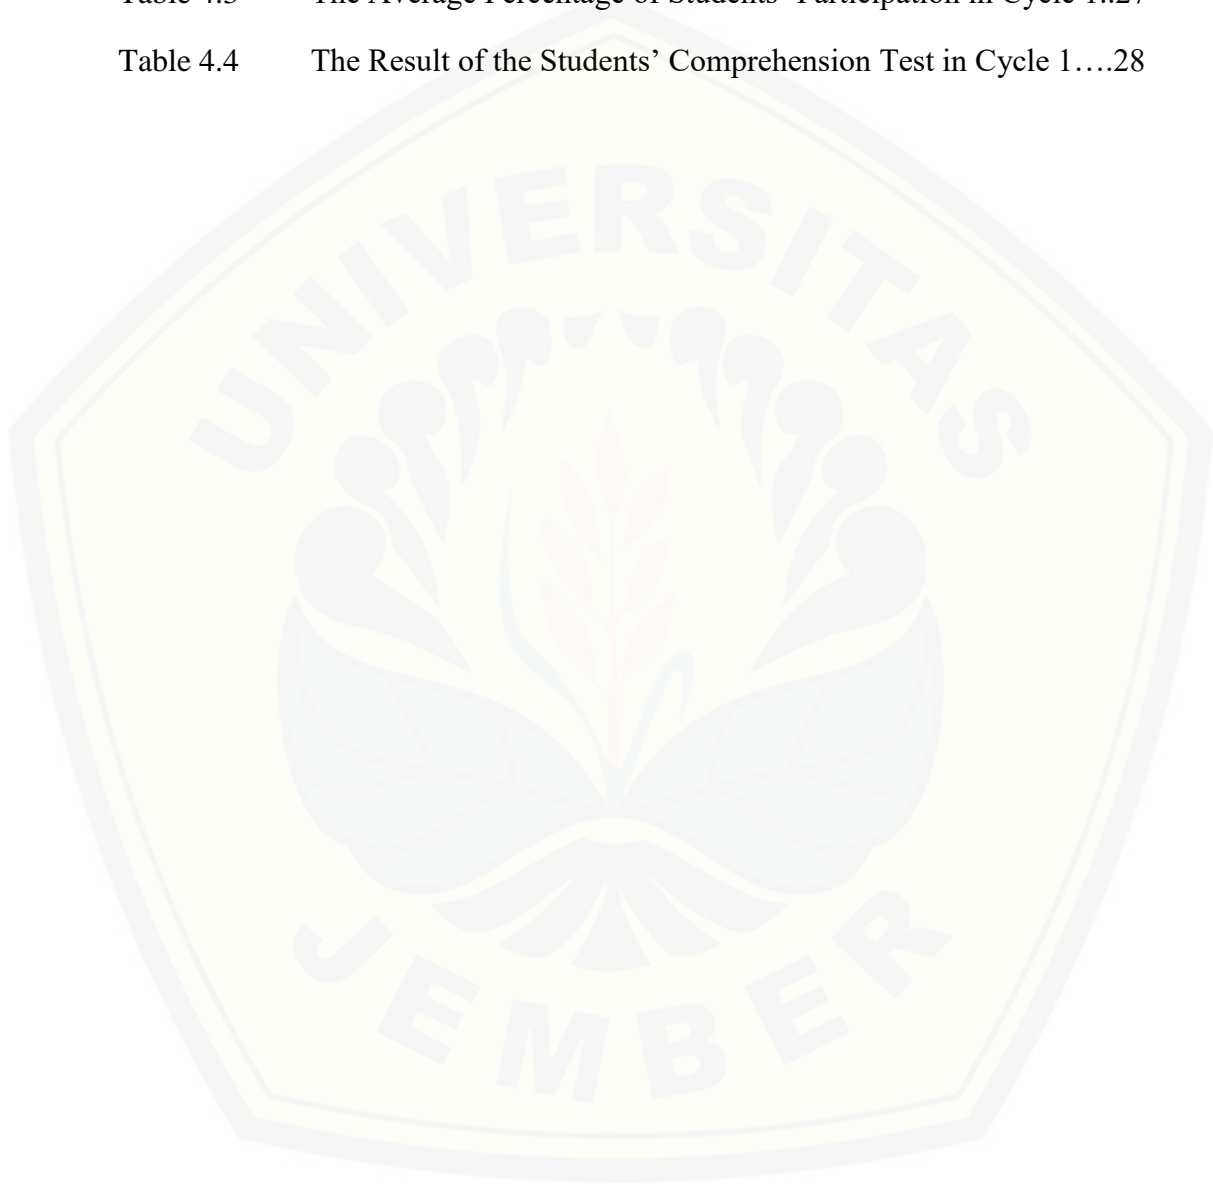 Table 4.3 The Average Percentage of Students’ Participation in Cycle 1..27
Table 4.4 The Result of the Students’ Comprehension Test in Cycle 1….28
UNIVERSITAS
JEMBER